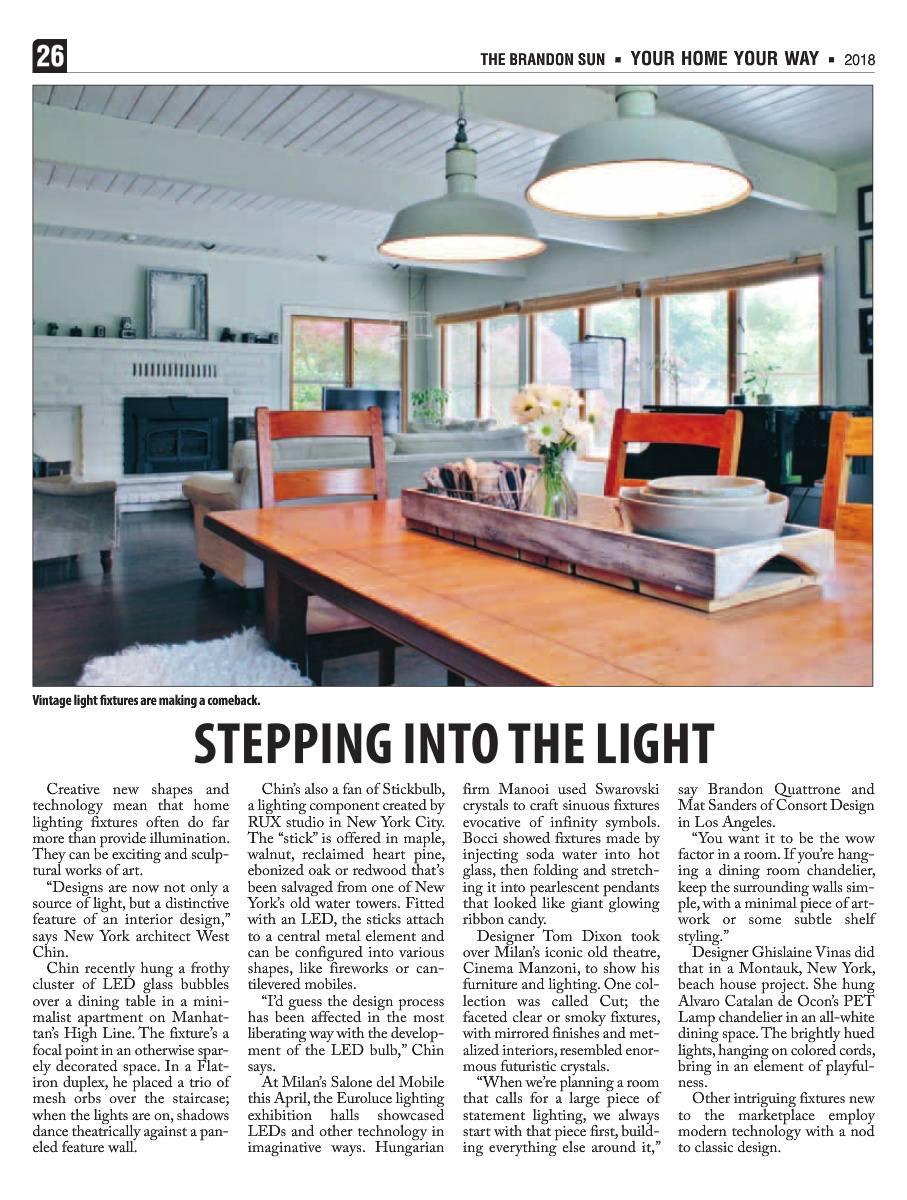 26
THE BRANDON SUN ▪ YOUR HOME YOUR WAY ▪ 2018
Vintage light fixtures are making a comeback.
STEPPING INTO THE LIGHT
Creative new shapes and
technology mean that home
lighting fixtures often do far
more than provide illumination.
They can be exciting and sculp-
tural works of art.
“Designs are now not only a
source of light, but a distinctive
feature of an interior design,”
says New York architect West
Chin.
Chin recently hung a frothy
cluster of LED glass bubbles
over a dining table in a mini-
malist apartment on Manhat-
tan’s High Line. The fixture’s a
focal point in an otherwise spar-
ely decorated space. In a Flat-
iron duplex, he placed a trio of
mesh orbs over the staircase;
when the lights are on, shadows
dance theatrically against a pan-
eled feature wall.
Chin’s also a fan of Stickbulb,
a lighting component created by
RUX studio in New York City.
The “stick” is offered in maple,
walnut, reclaimed heart pine,
ebonized oak or redwood that’s
been salvaged from one of New
York’s old water towers. Fitted
with an LED, the sticks attach
to a central metal element and
can be configured into various
shapes, like fireworks or can-
tilevered mobiles.
“I’d guess the design process
has been affected in the most
liberating way with the develop-
ment of the LED bulb,” Chin
says.
At Milan’s Salone del Mobile
this April, the Euroluce lighting
exhibition halls showcased
LEDs and other technology in
imaginative ways. Hungarian
firm Manooi used Swarovski
crystals to craft sinuous fixtures
evocative of infinity symbols.
Bocci showed fixtures made by
injecting soda water into hot
glass, then folding and stretch-
ing it into pearlescent pendants
that looked like giant glowing
ribbon candy.
Designer Tom Dixon took
over Milan’s iconic old theatre,
Cinema Manzoni, to show his
furniture and lighting. One col-
lection was called Cut; the
faceted clear or smoky fixtures,
with mirrored finishes and met-
alized interiors, resembled enor-
mous futuristic crystals.
“When we’re planning a room
that calls for a large piece of
statement lighting, we always
start with that piece first, build-
ing everything else around it,”
say Brandon Quattrone and
Mat Sanders of Consort Design
in Los Angeles.
“You want it to be the wow
factor in a room. If you’re hang-
ing a dining room chandelier,
keep the surrounding walls sim-
ple, with a minimal piece of art-
work or some subtle shelf
styling.”
Designer Ghislaine Vinas did
that in a Montauk, New York,
beach house project. She hung
Alvaro Catalan de Ocon’s PET
Lamp chandelier in an all-white
dining space. The brightly hued
lights, hanging on colored cords,
bring in an element of playful-
ness.
Other intriguing fixtures new
to the marketplace employ
modern technology with a nod
to classic design.